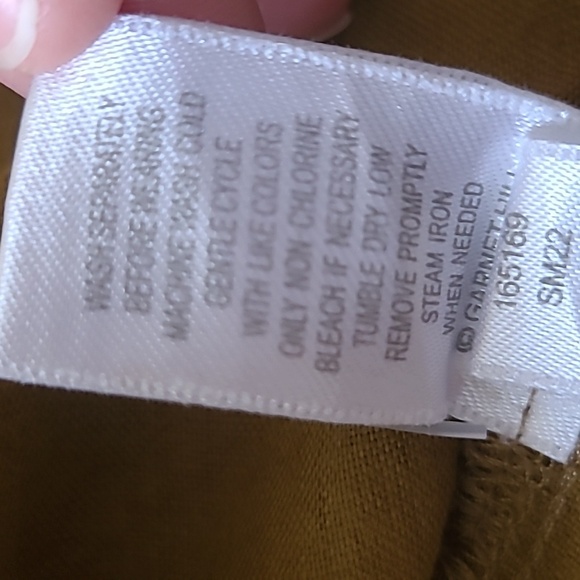 WASH SEPARATELY
BEFORE WEARING
MACHINE WASH COLD
GENTLE CYCLE
WITH LIKE COLORS
ONLY NON CHLORINE
BLEACH IF NECESSARY
TUMBLE DRY LOW
REMOVE PROMPTLY
STEAM IRON
WHEN NEEDED
©
165169
SM22